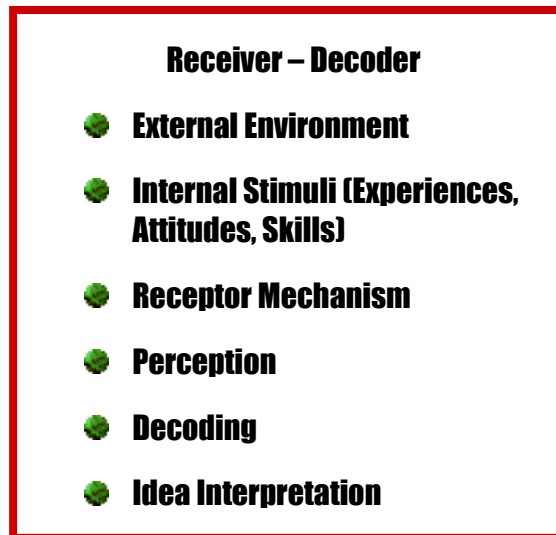 Receiver – Decoder
External Environment
Internal Stimuli (Experiences,
Attitudes, Skills)
Receptor Mechanism
Perception
Decoding
Idea Interpretation